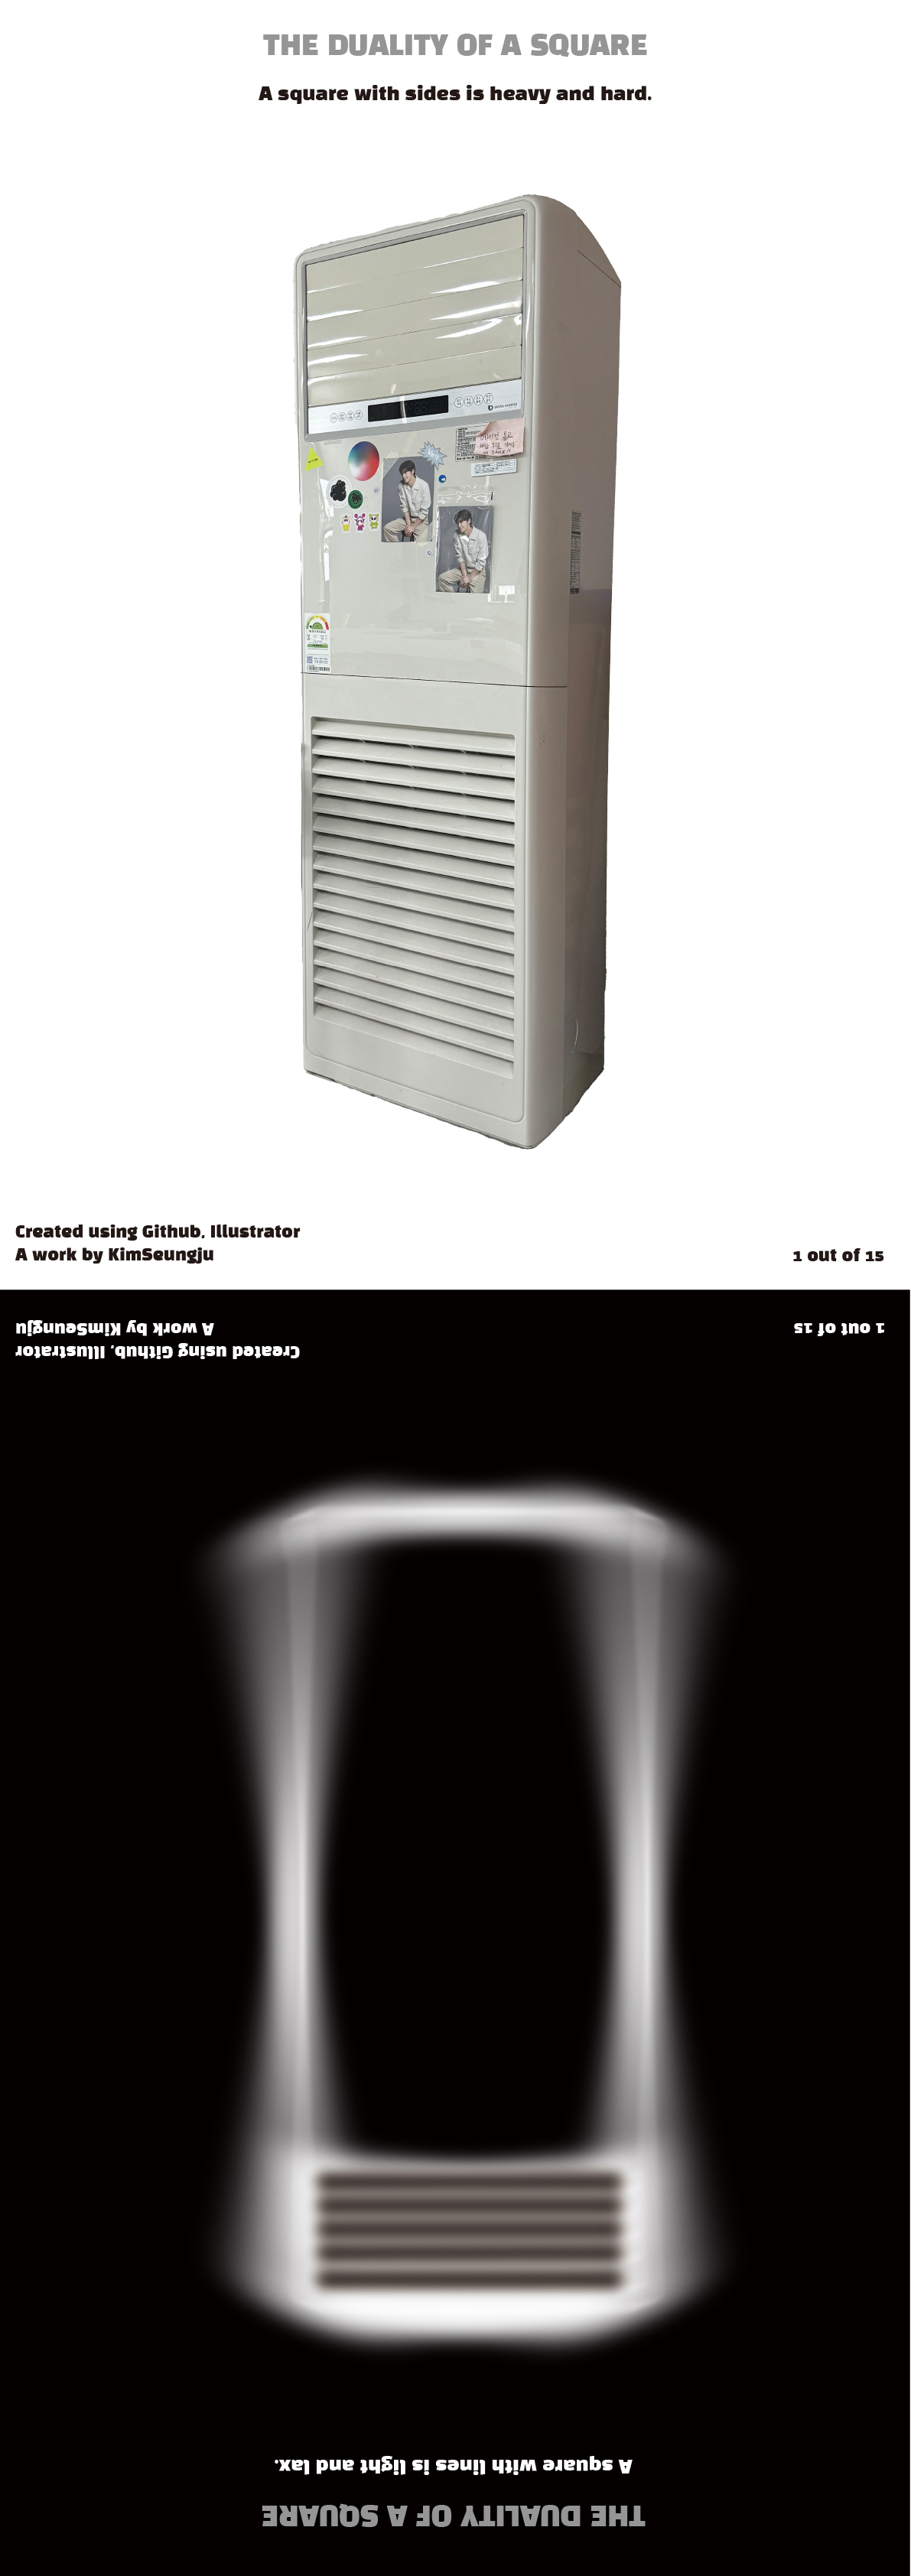 THE DUALITY OF A SQUARE
A square with sides is heavy and hard.
Created using Github, Illustrator
A work by KimSeungju
1 out of 15
1 out of 15
A work by KimSeungju
Created using Github, Illustrator
A square with lines is light and lax.
THE DUALITY OF A SQUARE